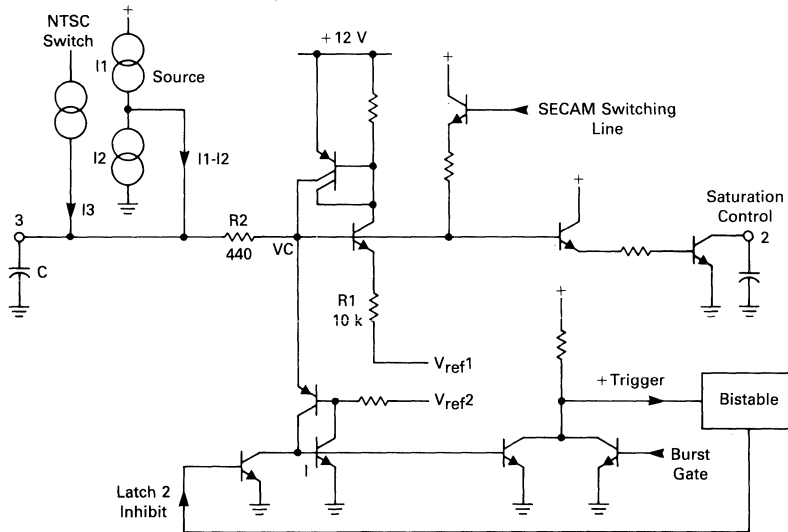 NTSC
Switch
+
I1
Source
I2
I1-I2
I3
3
C
R2
440
VC
+12 V
R1
10 k
Vref1
Vref2
+
SECAM Switching
Line
+
Saturation
Control
2
+
+ Trigger
Bistable
Burst
Gate
I
Latch 2
Inhibit